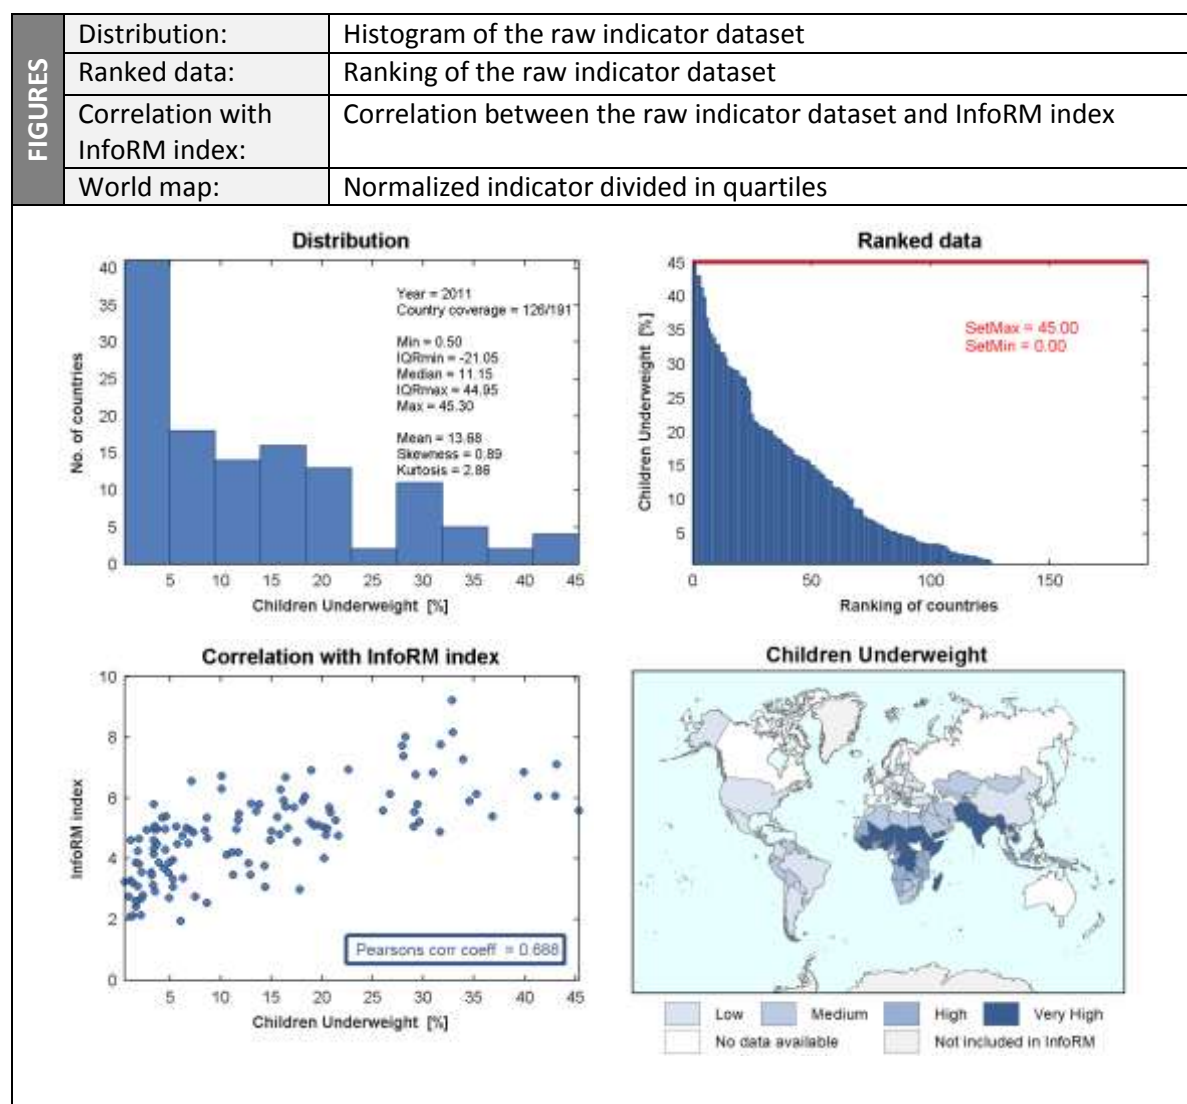 FIGURES
Distribution: Histogram of the raw indicator dataset
Ranked data: Ranking of the raw indicator dataset
Correlation with Correlation between the raw indicator dataset and InfoRM index
InfoRM index:
World map: Normalized indicator divided in quartiles
Distribution
No. of countries
40
35
30
25
20
15
10
5
0
Year = 2011
Country coverage = 126/191
Min = 0.50
IQRmin = -21.05
Median = 11.15
IQRmax = 44.95
Max = 45.30
Mean = 13.68
Skewness = 0.89
Kurtosis = 2.86
5 10 15 20 25 30 35 40 45
Children Underweight [%]
Ranked data
Children Underweight [%]
45
40
35
30
25
20
15
10
5
SetMax = 45.00
SetMin = 0.00
0 50 100 150
Ranking of countries
Correlation with InfoRM index
InfoRM index
10
8
6
4
2
0
Pearsons corr coeff = 0.688
5 10 15 20 25 30 35 40 45
Children Underweight [%]
Children Underweight
Low Medium High Very High
No data available Not included in InfoRM